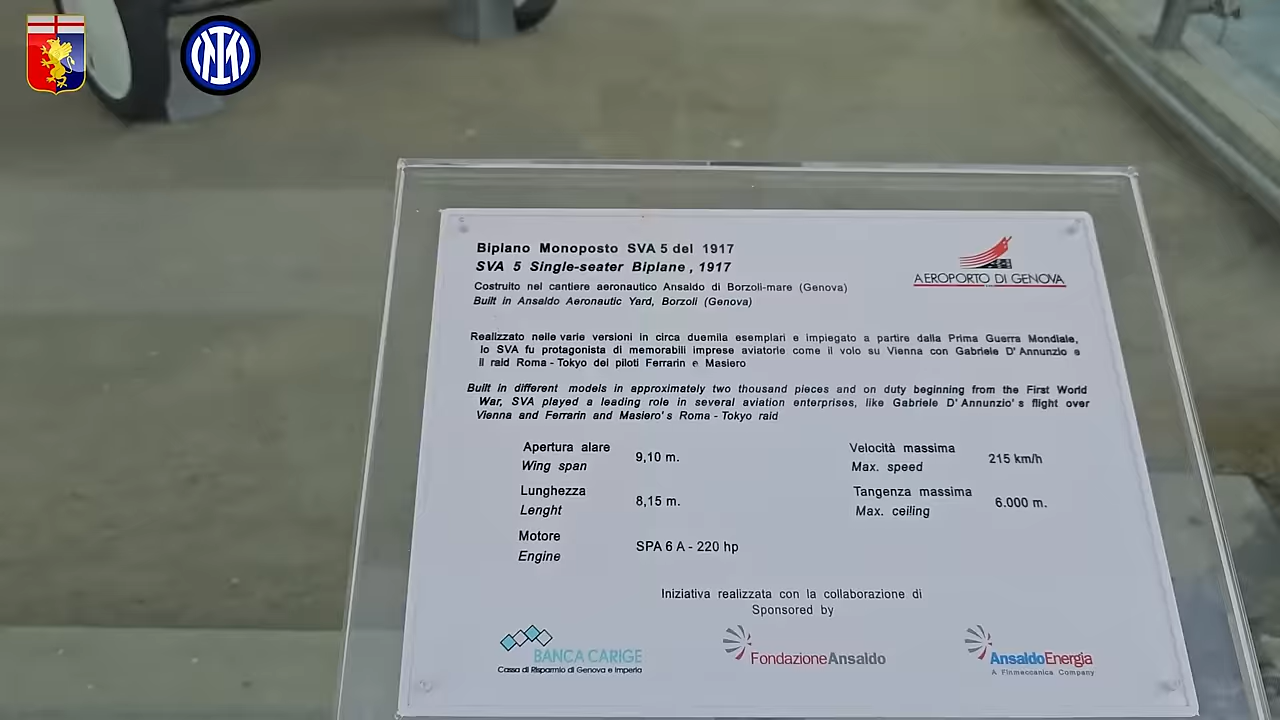 Biplano Monoposto SVA 5 del 1917
SVA 5 Single-seater Biplane, 1917
Costruito nel cantiere aeronautico Ansaldo di Borzoli-mare (Genova)
Built in Ansaldo Aeronautic Yard, Borzoli (Genova)
AEROPORTO DI GENOVA
Realizzato nelle varie versioni in circa duemila esemplari e impiegato a partire dalla Prima Guerra Mondiale,
lo SVA fu protagonista di memorabili imprese aviatorie come il volo su Vienna con Gabriele D'Annunzio e
il raid Roma-Tokyo dei piloti Ferrarin e Masiero
Built in different models in approximately two thousand pieces and on duty beginning from the First World
War, SVA played a leading role in several aviation enterprises, like Gabriele D'Annunzio's flight over
Vienna and Ferrarin and Masiero's Roma-Tokyo raid
Apertura alare
Wing span
9,10 m.
Velocità massima
Max. speed
215 km/h
Lunghezza
Lenght
8,15 m.
Tangenza massima
Max. ceiling
6.000 m.
Motore
Engine
SPA 6 A - 220 hp
Iniziativa realizzata con la collaborazione di
Sponsored by
BANCA CARIGE
Cassa di Risparmio di Genova e Imperia
FondazioneAnsaldo
AnsaldoEnergia
A Finmeccanica Company